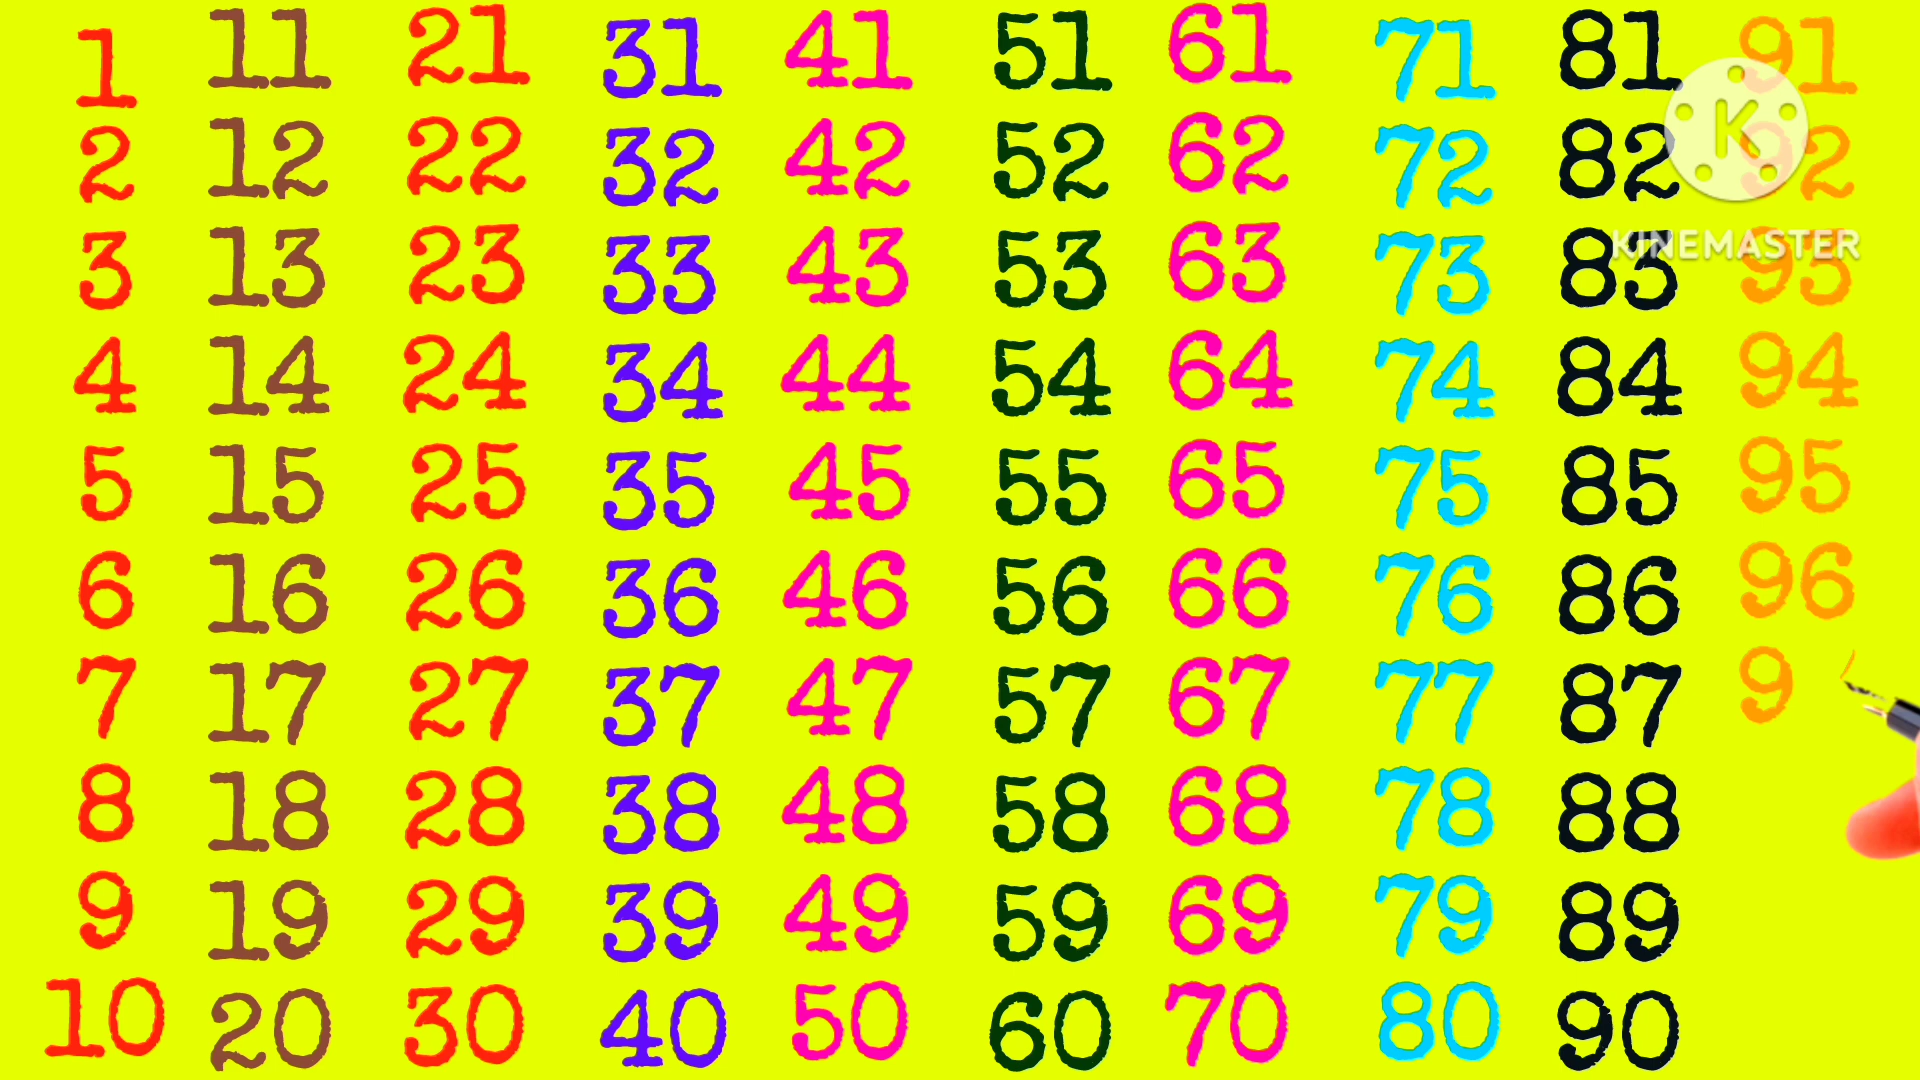 1 11 21 31 41 51 61 71 81 91
2 12 22 32 42 52 62 72 82 92
3 13 23 33 43 53 63 73 83 93
4 14 24 34 44 54 64 74 84 94
5 15 25 35 45 55 65 75 85 95
6 16 26 36 46 56 66 76 86 96
7 17 27 37 47 57 67 77 87 9
8 18 28 38 48 58 68 78 88
9 19 29 39 49 59 69 79 89
10 20 30 40 50 60 70 80 90
K
KINEMASTER